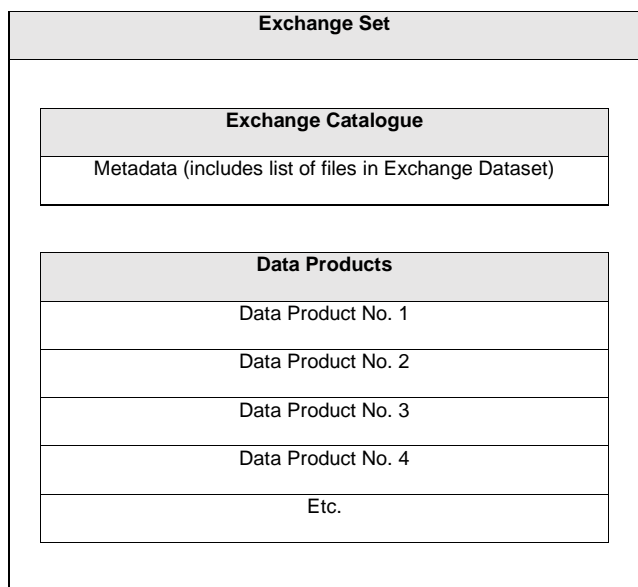 Exchange Set
Exchange Catalogue
Metadata (includes list of files in Exchange Dataset)
Data Products
Data Product No. 1
Data Product No. 2
Data Product No. 3
Data Product No. 4
Etc.